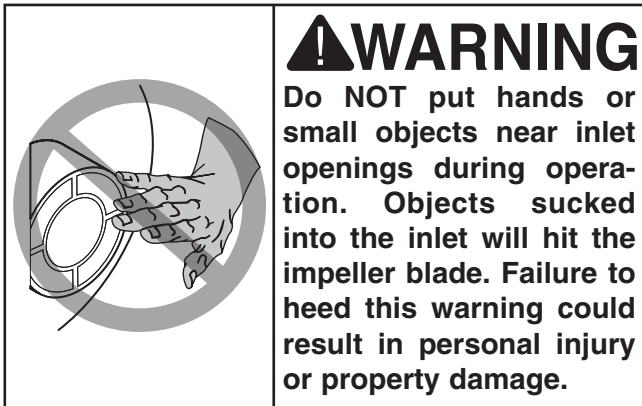 WARNING
Do NOT put hands or
small objects near inlet
openings during opera-
tion. Objects sucked
into the inlet will hit the
impeller blade. Failure to
heed this warning could
result in personal injury
or property damage.